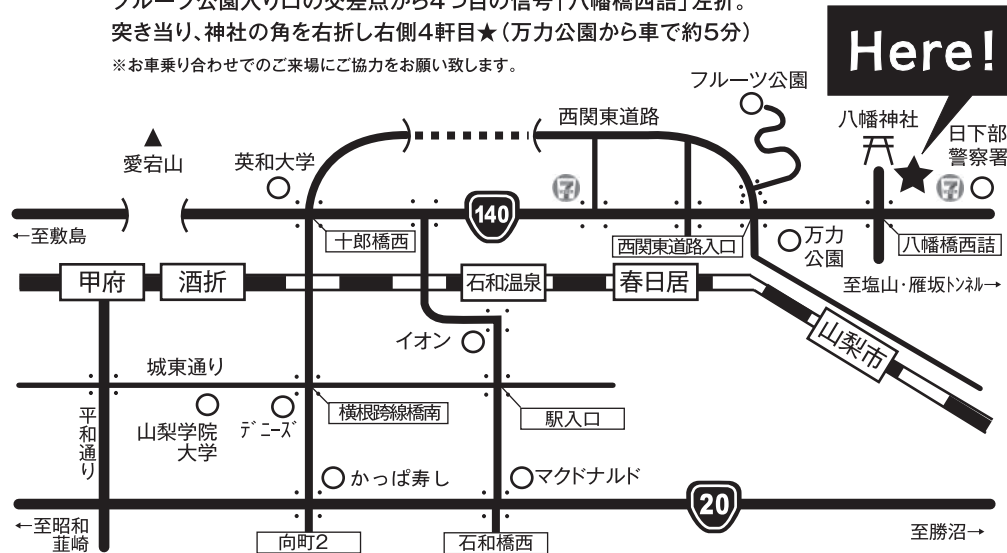 フルーツ公園入り口の交差点から4つ目の信号「八幡橋西詰」左折。
突き当り、神社の角を右折し右側4軒目★(万力公園から車で約5分)
※お車乗り合わせでのご来場にご協力をお願い致します。
Here!
フルーツ公園
西関東道路
八幡神社
日下部
警察署
愛宕山
英和大学
7
7
140
←至敷島
十郎橋西
西関東道路入口
万力
公園
八幡橋西詰
甲府
酒折
石和温泉
春日居
至塩山・雁坂トンネル→
山梨市
イオン
城東通り
平和通り
山梨学院
大学
デニーズ
横根跨線橋南
駅入口
かっぱ寿し
マクドナルド
20
←至昭和
韮崎
向町2
石和橋西
至勝沼→